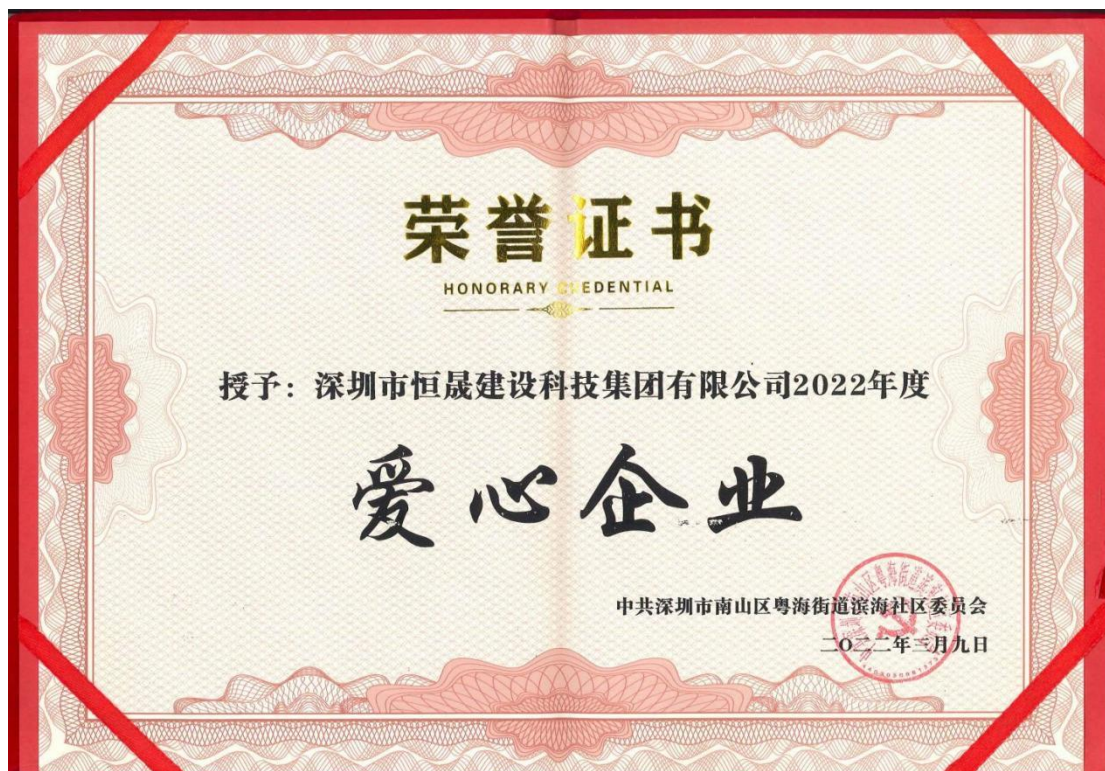 荣誉证书
HONORARY CREDENTIAL
授予：深圳市恒晟建设科技集团有限公司2022年度
爱心企业
中共深圳市南山区粤海街道滨海社区委员会
二〇二二年三月九日